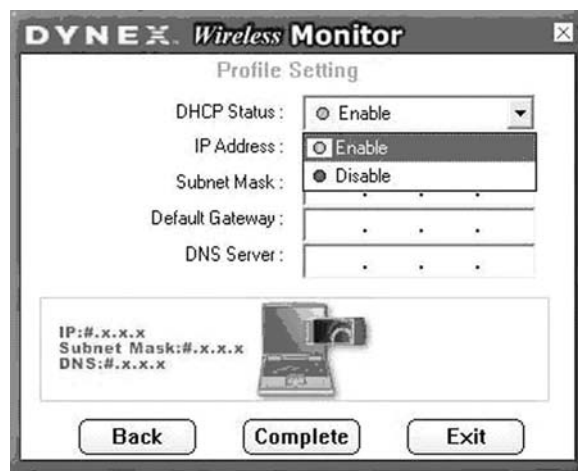 DYNEX Wireless Monitor
Profile Setting
DHCP Status : Enable
IP Address : Enable
Subnet Mask : Disable
Default Gateway : . . .
DNS Server : . . .
IP:#.x.x.x
Subnet Mask:#.x.x.x
DNS:#.x.x.x
Back Complete Exit